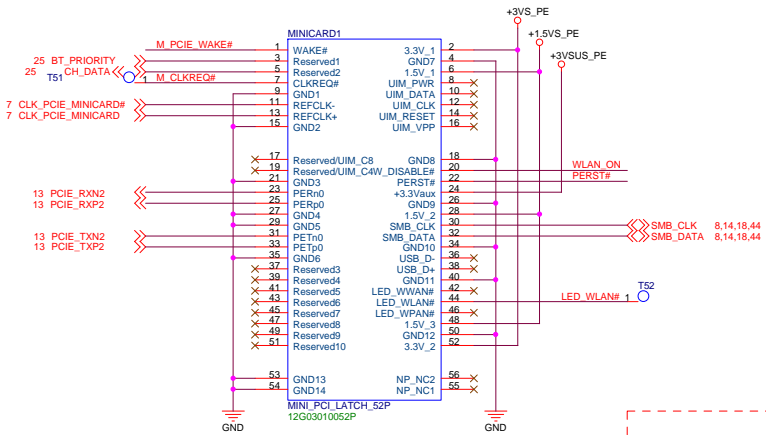 +3VS_PE
+1.5VS_PE
+3VSUS_PE
MINICARD1
M_PCIE_WAKE# 1 WAKE# 3.3V_1 2
25 BT_PRIORITY 3 Reserved1 GND7 4
25 CH_DATA 5 Reserved2 1.5V_1 6
T51 1 M_CLKREQ# 7 CLKREQ# UIM_PWR 8
9 GND1 UIM_DATA 10
7 CLK_PCIE_MINICARD# 11 REFCLK- UIM_CLK 12
7 CLK_PCIE_MINICARD 13 REFCLK+ UIM_RESET 14
15 GND2 UIM_VPP 16
17 Reserved/UIM_C8 GND8 18
19 Reserved/UIM_C4W_DISABLE# 20 WLAN_ON
21 GND3 PERST# 22 PERST#
13 PCIE_RXN2 23 PERn0 +3.3Vaux 24
13 PCIE_RXP2 25 PERp0 GND9 26
27 GND4 1.5V_2 28
29 GND5 SMB_CLK 30 SMB_CLK 8,14,18,44
13 PCIE_TXN2 31 PETn0 SMB_DATA 32 SMB_DATA 8,14,18,44
13 PCIE_TXP2 33 PETp0 GND10 34
35 GND6 USB_D- 36
37 Reserved3 USB_D+ 38
39 Reserved4 GND11 40
41 Reserved5 LED_WWAN# 42
43 Reserved6 LED_WLAN# 44 LED_WLAN# 1 T52
45 Reserved7 LED_WPAN# 46
47 Reserved8 1.5V_3 48
49 Reserved9 GND12 50
51 Reserved10 3.3V_2 52
53 GND13 NP_NC2 56
54 GND14 NP_NC1 55
MINI_PCI_LATCH_52P
12G03010052P
GND GND